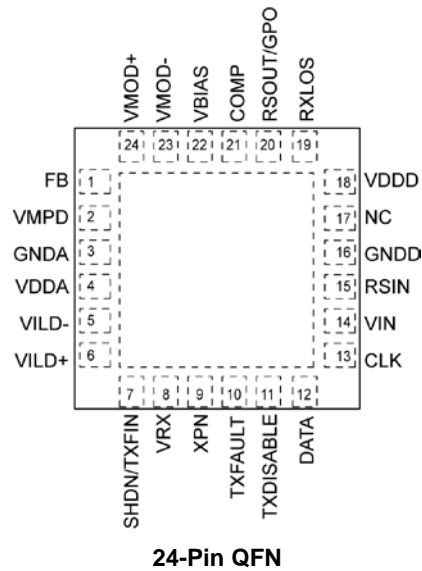 VMOD+
VMOD-
VBIAS
COMP
RSOUT/GPO
RXLOS
24
23
22
21
20
19
FB 1
18 VDDD
VMPD 2
17 NC
GNDA 3
16 GNDD
VDDA 4
15 RSIN
VILD- 5
14 VIN
VILD+ 6
13 CLK
7
8
9
10
11
12
SHDN/TXFIN
VRX
XPN
TXFAULT
TXDISABLE
DATA
24-Pin QFN